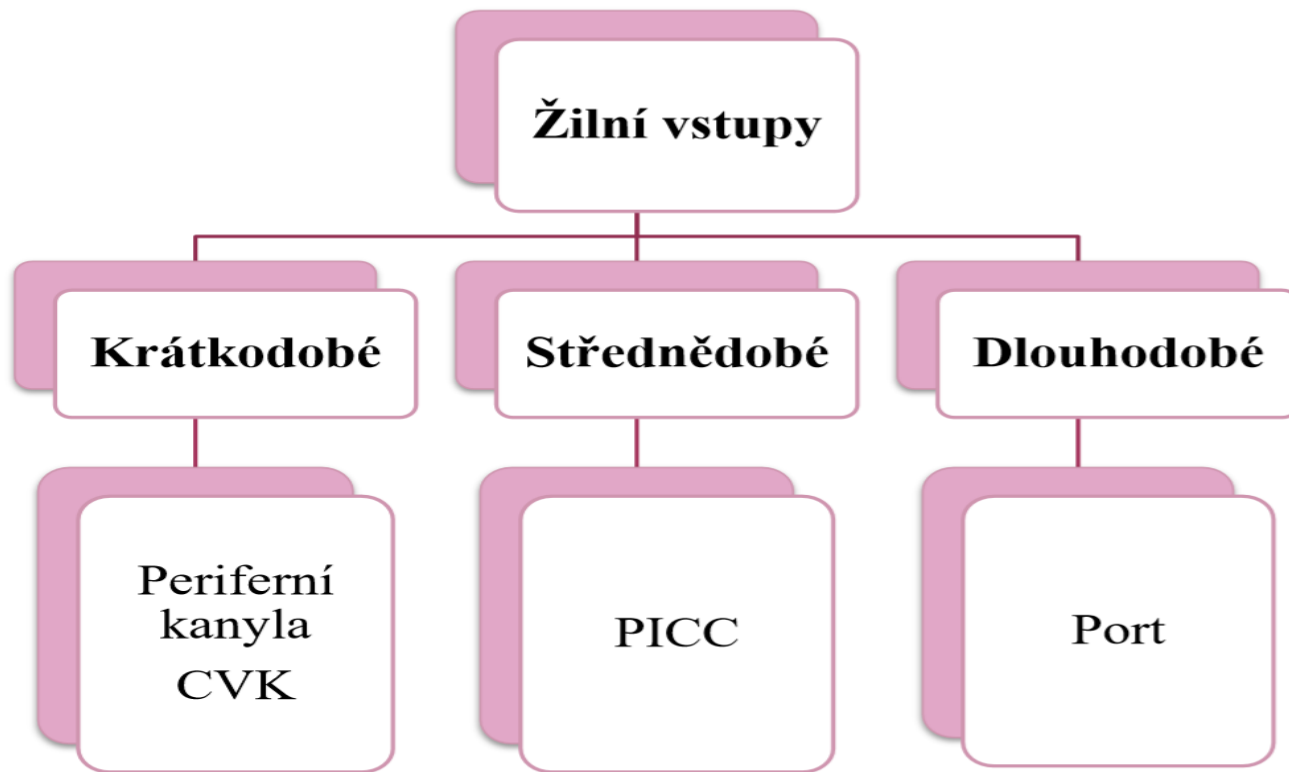 Žilní vstupy
Krátkodobé
Střednědobé
Dlouhodobé
Periferní
kanyla
CVK
PICC
Port